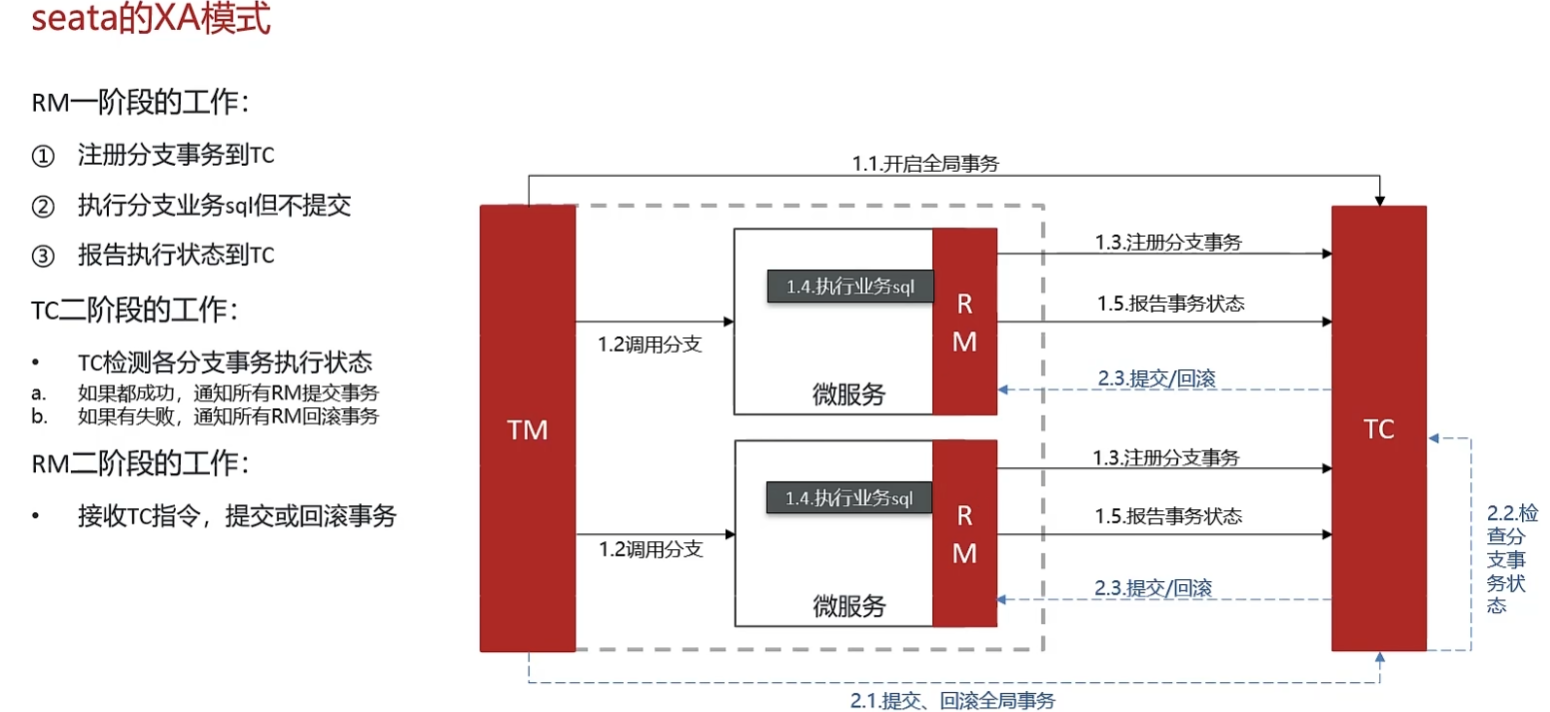 seata的XA模式
RM一阶段的工作：
① 注册分支事务到TC
② 执行分支业务sql但不提交
③ 报告执行状态到TC
TC二阶段的工作：
• TC检测各分支事务执行状态
a. 如果都成功，通知所有RM提交事务
b. 如果有失败，通知所有RM回滚事务
RM二阶段的工作：
• 接收TC指令，提交或回滚事务
1.1.开启全局事务
TM
1.2调用分支
1.4.执行业务sql
微服务
R
M
1.3.注册分支事务
1.5.报告事务状态
2.3.提交/回滚
1.2调用分支
1.4.执行业务sql
微服务
R
M
1.3.注册分支事务
1.5.报告事务状态
2.3.提交/回滚
TC
2.2.检
查分
支事
务状
态
2.1.提交、回滚全局事务